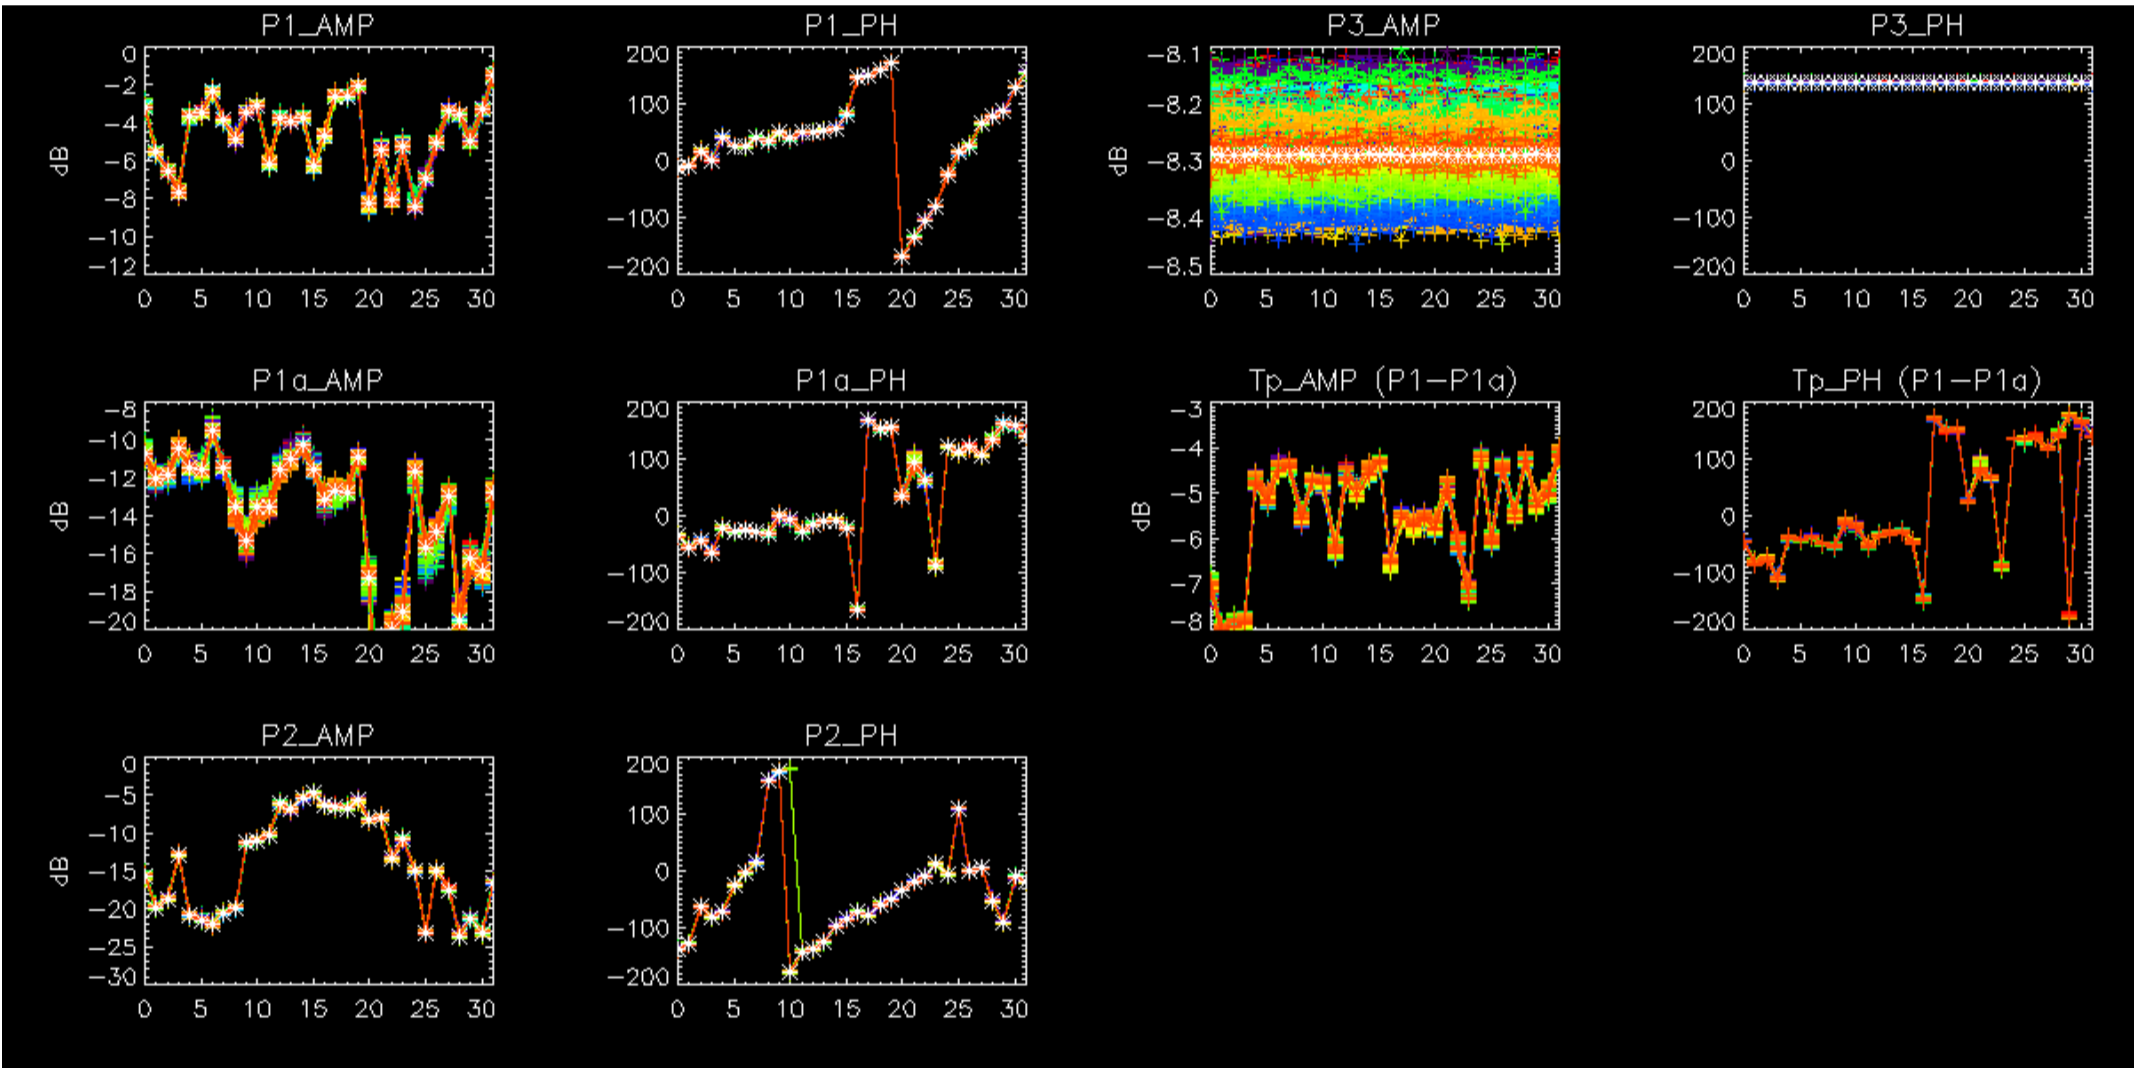 P1_AMP
P1_PH
P3_AMP
P3_PH
0
−2
−4
−6
−8
−10
−12
dB
0 5 10 15 20 25 30
200
100
0
−100
−200
0 5 10 15 20 25 30
−8.1
−8.2
−8.3
−8.4
−8.5
dB
0 5 10 15 20 25 30
200
100
0
−100
−200
0 5 10 15 20 25 30
P1a_AMP
P1a_PH
Tp_AMP (P1−P1a)
Tp_PH (P1−P1a)
−8
−10
−12
−14
−16
−18
−20
dB
0 5 10 15 20 25 30
200
100
0
−100
−200
0 5 10 15 20 25 30
−3
−4
−5
−6
−7
−8
dB
0 5 10 15 20 25 30
200
100
0
−100
−200
0 5 10 15 20 25 30
P2_AMP
P2_PH
0
−5
−10
−15
−20
−25
−30
dB
0 5 10 15 20 25 30
200
100
0
−100
−200
0 5 10 15 20 25 30